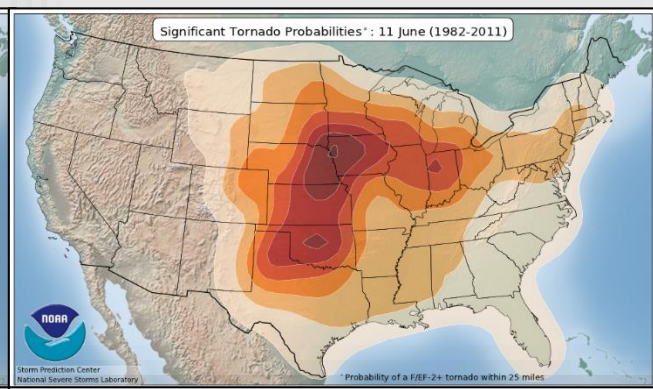 Significant Tornado Probabilities*: 11 June (1982-2011)
NOAA
Storm Prediction Center
National Severe Storms Laboratory
*Probability of a F/EF-2+ tornado within 25 miles